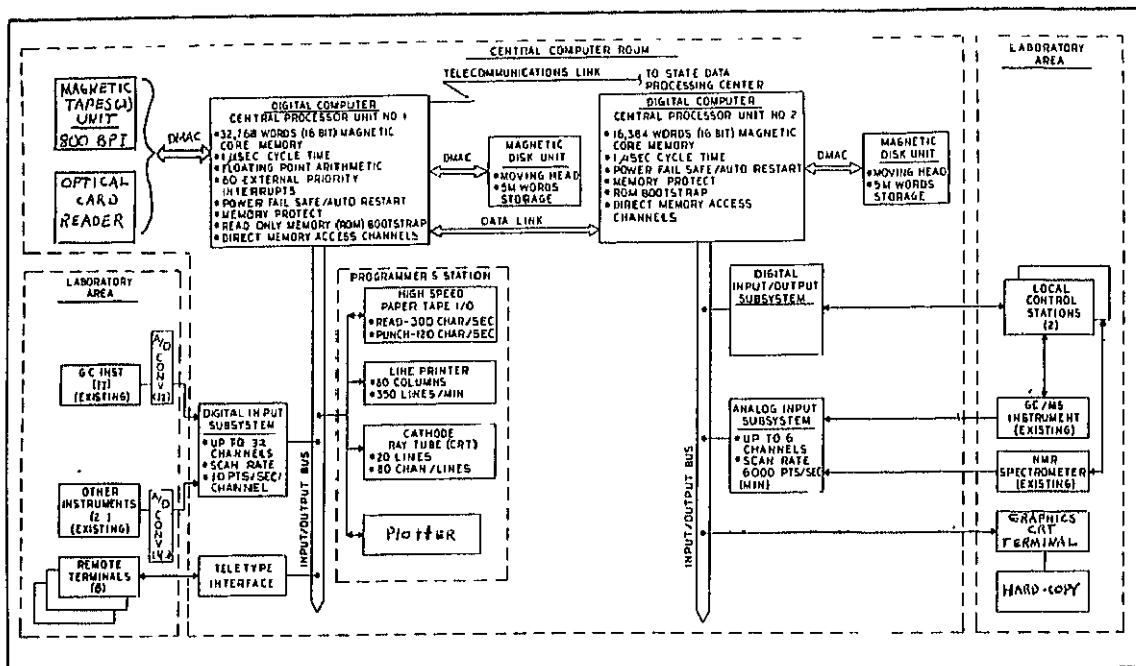 CENTRAL COMPUTER ROUM
TELECOMMUNICATIONS LINK
TO STATE DATA
PROCESSING CENTER
MAGNETIC
TAPES(2)
UNIT
800 BPI
OPTICAL
CARD
READER
DMAC
DIGITAL COMPUTER
CENTRAL PROCESSOR UNIT NO 1
•32,768 WORDS (16 BIT) MAGNETIC
CORE MEMORY
•1 µSEC CYCLE TIME
•FLOATING POINT ARITHMETIC
•60 EXTERNAL PRIORITY
INTERRUPTS
•POWER FAIL SAFE/AUTO RESTART
•MEMORY PROTECT
•READ ONLY MEMORY (ROM) BOOTSTRAP
•DIRECT MEMORY ACCESS CHANNELS
DMAC
MAGNETIC
DISK UNIT
•MOVING HEAD
•5M WORDS
STORAGE
DATA LINK
DIGITAL COMPUTER
CENTRAL PROCESSOR UNIT NO 2
•16,384 WORDS (16 BIT) MAGNETIC
CORE MEMORY
•1 µSEC CYCLE TIME
•POWER FAIL SAFE/AUTO RESTART
•MEMORY PROTECT
•ROM BOOTSTRAP
•DIRECT MEMORY ACCESS
CHANNELS
DMAC
MAGNETIC
DISK UNIT
•MOVING HEAD
•5M WORDS
STORAGE
LABORATORY
AREA
GC INST
(17)
(EXISTING)
A/D
CONV
(17)
OTHER
INSTRUMENTS (2 )
(EXISTING)
A/D
CONV
REMOTE
TERMINALS
(8)
DIGITAL INPUT
SUBSYSTEM
•UP TO 32
CHANNELS
•SCAN RATE
•10 PTS/SEC/
CHANNEL
TELETYPE
INTERFACE
INPUT/OUTPUT BUS
PROGRAMMERS STATION
HIGH SPEED
PAPER TAPE I/O
•READ-300 CHAR/SEC
•PUNCH-120 CHAR/SEC
LINE PRINTER
•80 COLUMNS
•350 LINES/MIN
CATHODE
RAY TUBE (CRT)
•20 LINES
•80 CHAN/LINES
PlotTER
INPUT/OUTPUT BUS
DIGITAL
INPUT/OUTPUT
SUBSYSTEM
ANALOG INPUT
SUBSYSTEM
•UP TO 6
CHANNELS
•SCAN RATE
6000 PTS/SEC
(MIN)
LABORATORY
AREA
LOCAL
CONTROL
STATIONS
(2)
GC/MS
INSTRUMENT
(EXISTING)
NMR
SPECTROMETER
(EXISTING)
GRAPHICS
CRT
TERMINAL
HARD-COPY